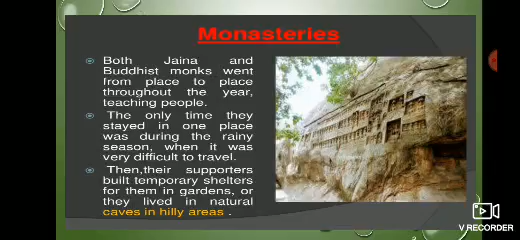 Monasteries
Both Jaina and
Buddhist monks went
from place to place
throughout the year,
teaching people.
The only time they
stayed in one place
was during the rainy
season, when it was
very difficult to travel.
Then,their supporters
built temporary shelters
for them in gardens, or
they lived in natural
caves in hilly areas .
V RECORDER